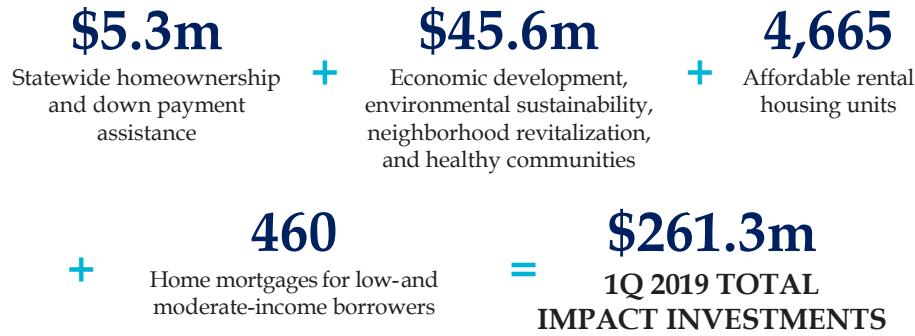 $5.3m
Statewide homeownership
and down payment
assistance
+
$45.6m
Economic development,
environmental sustainability,
neighborhood revitalization,
and healthy communities
+
4,665
Affordable rental
housing units
+
460
Home mortgages for low-and
moderate-income borrowers
=
$261.3m
1Q 2019 TOTAL
IMPACT INVESTMENTS